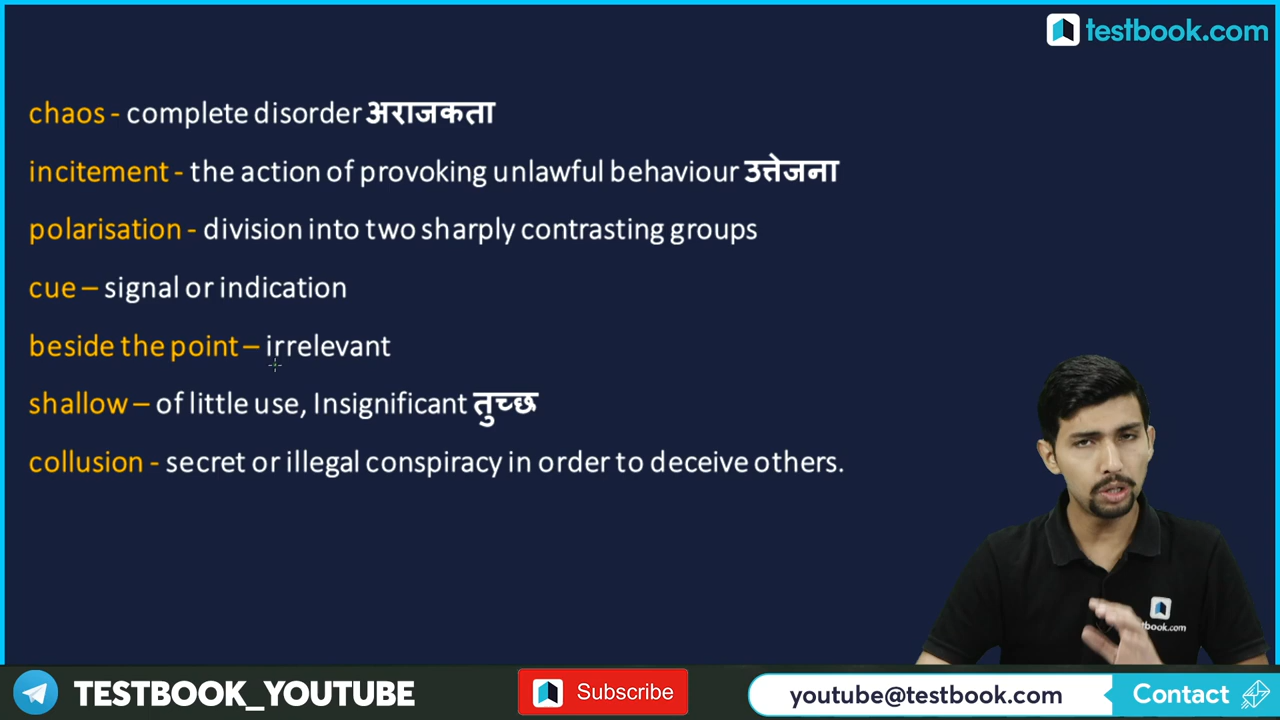 testbook.com
chaos - complete disorder अराजकता
incitement - the action of provoking unlawful behaviour उत्तेजना
polarisation - division into two sharply contrasting groups
cue – signal or indication
beside the point – irrelevant
shallow – of little use, Insignificant तुच्छ
collusion - secret or illegal conspiracy in order to deceive others.
tbook.com
TESTBOOK_YOUTUBE
Subscribe
youtube@testbook.com
Contact